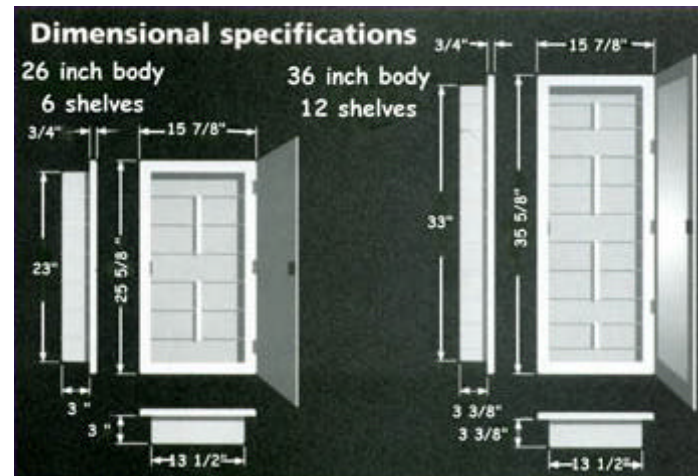 Dimensional specifications
26 inch body
6 shelves
3/4"
15 7/8"
23"
25 5/8 "
3 "
3 "
13 1/2"
36 inch body
12 shelves
3/4"
15 7/8"
33"
35 5/8"
3 3/8"
3 3/8"
13 1/2"